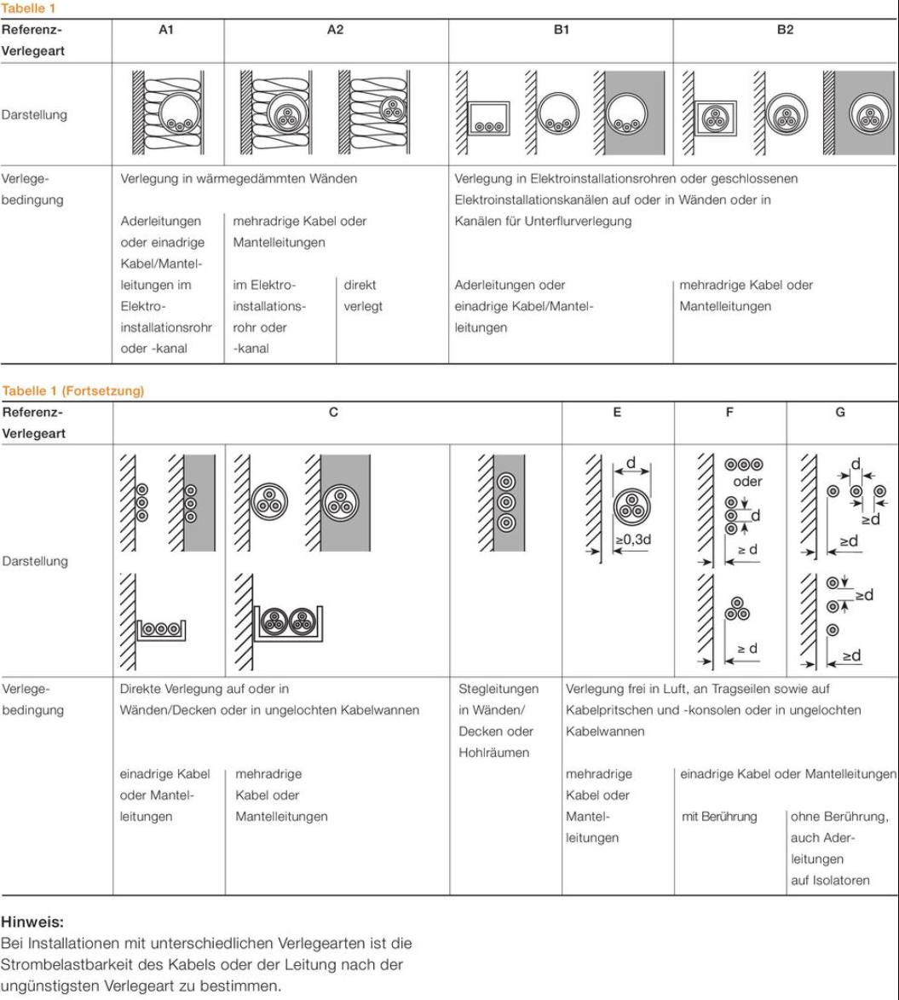 Tabelle 1
Referenz- A1 A2 B1 B2
Verlegeart
Darstellung
Verlege- Verlegung in wärmegedämmten Wänden Verlegung in Elektroinstallationsrohren oder geschlossenen
bedingung Elektroinstallationskanälen auf oder in Wänden oder in
Aderleitungen mehradrige Kabel oder Kanälen für Unterflurverlegung
oder einadrige Mantelleitungen
Kabel/Mantel-
leitungen im im Elektro- direkt Aderleitungen oder mehradrige Kabel oder
Elektro- installations- verlegt einadrige Kabel/Mantel- Mantelleitungen
installationsrohr rohr oder leitungen
oder -kanal -kanal
Tabelle 1 (Fortsetzung)
Referenz- C E F G
Verlegeart
d d
oder
d ≥d
≥0,3d ≥ d ≥d
Darstellung
≥d
≥ d ≥d
Verlege- Direkte Verlegung auf oder in Stegleitungen Verlegung frei in Luft, an Tragseilen sowie auf
bedingung Wänden/Decken oder in ungelochten Kabelwannen in Wänden/ Kabelpritschen und -konsolen oder in ungelochten
Decken oder Kabelwannen
Hohlräumen
einadrige Kabel mehradrige mehradrige einadrige Kabel oder Mantelleitungen
oder Mantel- Kabel oder Kabel oder
leitungen Mantelleitungen Mantel- mit Berührung ohne Berührung,
leitungen auch Ader-
leitungen
auf Isolatoren
Hinweis:
Bei Installationen mit unterschiedlichen Verlegearten ist die
Strombelastbarkeit des Kabels oder der Leitung nach der
ungünstigsten Verlegeart zu bestimmen.